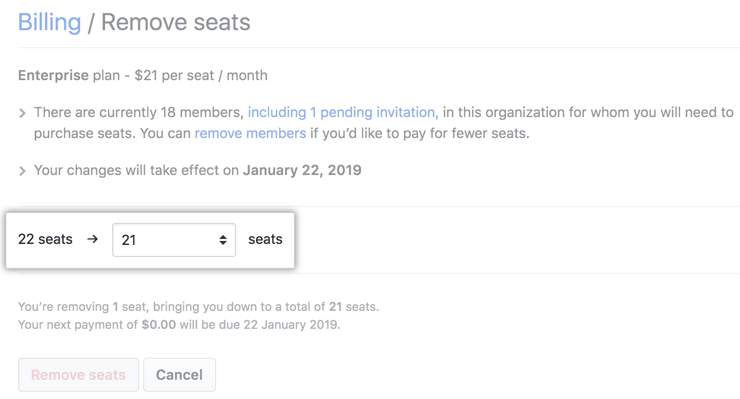 Billing / Remove seats
Enterprise plan - $21 per seat / month
There are currently 18 members, including 1 pending invitation, in this organization for whom you will need to
purchase seats. You can remove members if you’d like to pay for fewer seats.
Your changes will take effect on January 22, 2019
22 seats → 21 seats
You’re removing 1 seat, bringing you down to a total of 21 seats.
Your next payment of $0.00 will be due 22 January 2019.
Remove seats Cancel